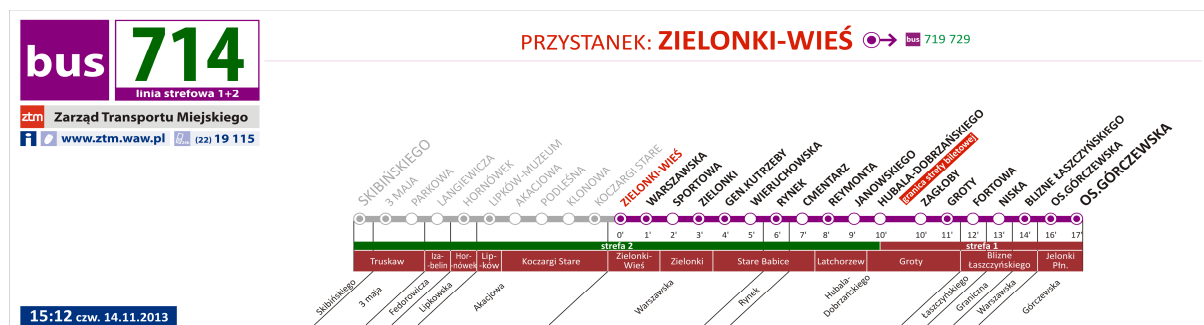 bus 714
linia strefowa 1+2
ztm Zarząd Transportu Miejskiego
i www.ztm.waw.pl (22) 19 115
PRZYSTANEK: ZIELONKI-WIEŚ bus 719 729
SKIBIŃSKIEGO
3 MAJA
PARKOWA
LANGIEWICZA
HORNÓWEK
LIPKÓW-MUZEUM
AKACJOWA
PODLEŚNA
KLONOWA
KOCZARGI STARE
ZIELONKI-WIEŚ
WARSZAWSKA
SPORTOWA
ZIELONKI
GEN.KUTRZEBY
WIERUCHOWSKA
RYNEK
CMENTARZ
REYMONTA
JANOWSKIEGO
HUBALA-DOBRZAŃSKIEGO
granica strefy biletowej
ZAGŁOBY
GROTY
FORTOWA
NISKA
BLIZNE ŁASZCZYŃSKIEGO
OS.GÓRCZEWSKA
OS.GÓRCZEWSKA
0' 1' 2' 3' 4' 5' 6' 7' 8' 9' 10' 10' 11' 12' 13' 14' 16' 17'
strefa 2 strefa 1
Truskaw
Iza-
-belin
Hor-
-nówek
Lip-
-ków
Koczargi Stare
Zielonki-
Wieś
Zielonki
Stare Babice
Latchorzew
Groty
Blizne
Łaszczyńskiego
Jelonki
Płn.
Skibińskiego
3 maja
Fedorowicza
Lipkowska
Akacjowa
Warszawska
Rynek
Hubala-
Dobrzańskiego
Łaszczyńskiego
Graniczna
Warszawska
Górczewska
15:12 czw. 14.11.2013